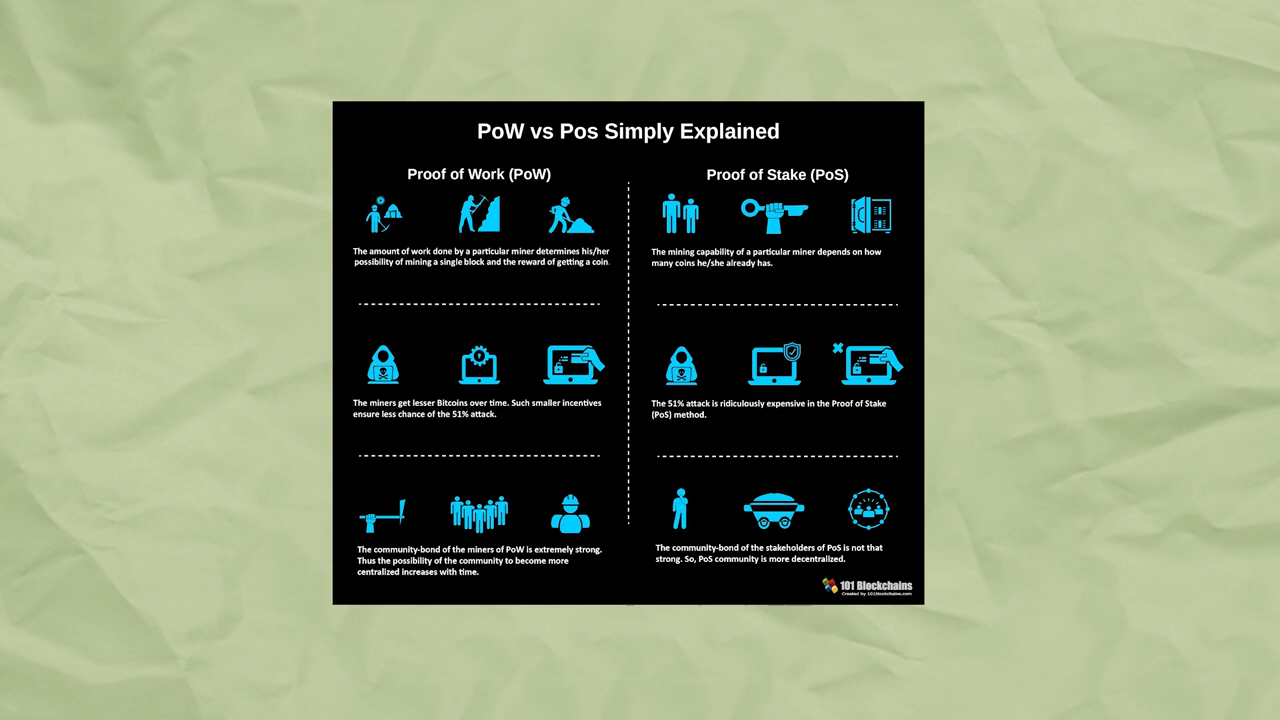 PoW vs Pos Simply Explained
Proof of Work (PoW)
The amount of work done by a particular miner determines his/her
possibility of mining a single block and the reward of getting a coin.
The miners get lesser Bitcoins over time. Such smaller incentives
ensure less chance of the 51% attack.
The community-bond of the miners of PoW is extremely strong.
Thus the possibility of the community to become more
centralized increases with time.
Proof of Stake (PoS)
The mining capability of a particular miner depends on how
many coins he/she already has.
The 51% attack is ridiculously expensive in the Proof of Stake
(PoS) method.
The community-bond of the stakeholders of PoS is not that
strong. So, PoS community is more decentralized.
101 Blockchains
Created by 101blockchains.com